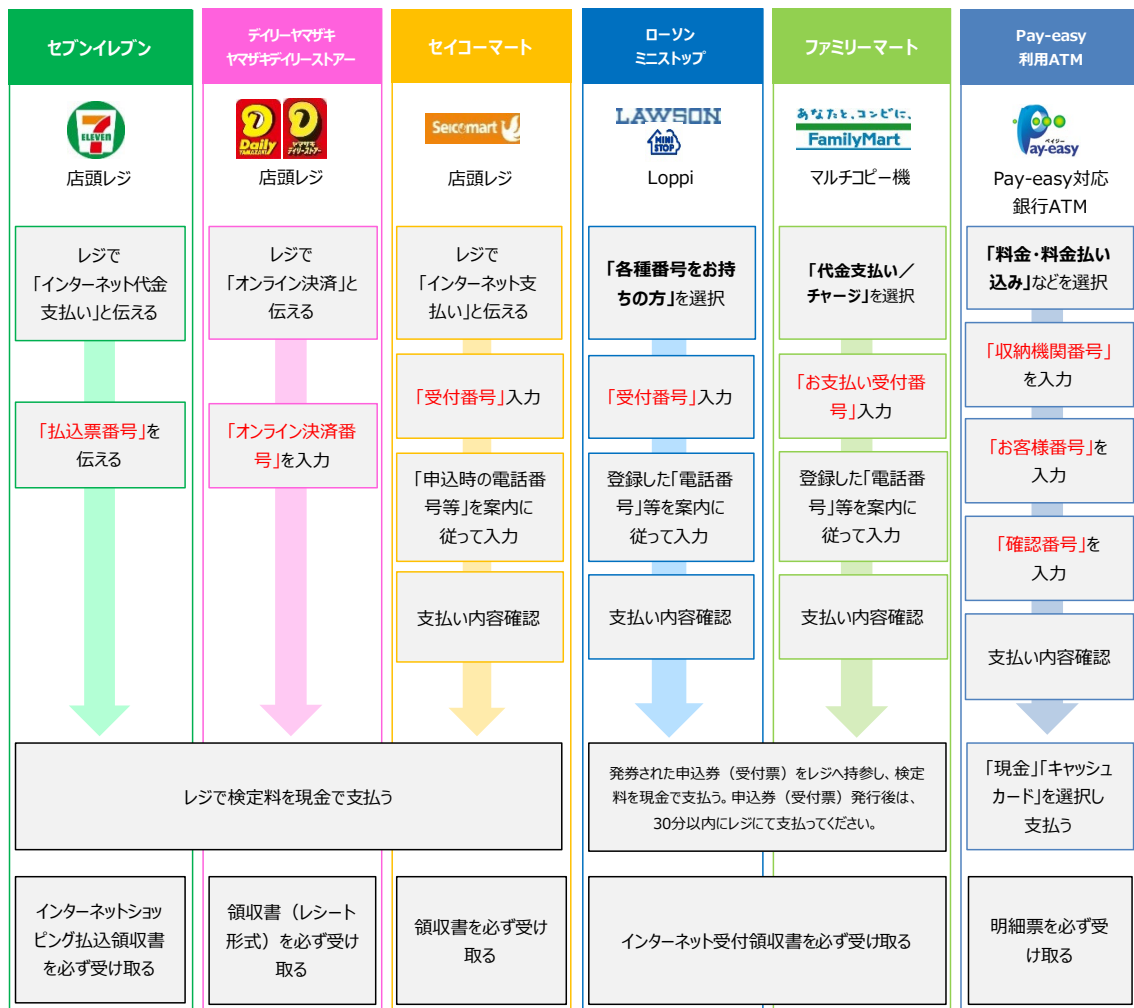 セブンイレブン
7
ELEVEN
店頭レジ
レジで
「インターネット代金
支払い」と伝える
「払込票番号」を
伝える
デイリーヤマザキ
ヤマザキデイリーストアー
Daily
YAMAZAKI
ヤマザキ
デイリーストアー
店頭レジ
レジで
「オンライン決済」と
伝える
「オンライン決済番
号」を入力
セイコーマート
Seicomart
店頭レジ
レジで
「インターネット支
払い」と伝える
「受付番号」入力
「申込時の電話番
号等」を案内に
従って入力
支払い内容確認
レジで検定料を現金で支払う
インターネットショッ
ピング払込領収書
を必ず受け取る
領収書（レシート
形式）を必ず受け
取る
領収書を必ず受け
取る
ローソン
ミニストップ
LAWSON
MINI
STOP
Loppi
「各種番号をお持
ちの方」を選択
「受付番号」入力
登録した「電話番
号」等を案内に
従って入力
支払い内容確認
ファミリーマート
あなたと、コンビに、
FamilyMart
マルチコピー機
「代金支払い／
チャージ」を選択
「お支払い受付番
号」入力
登録した「電話番
号」等を案内に
従って入力
支払い内容確認
発券された申込券（受付票）をレジへ持参し、検定
料を現金で支払う。申込券（受付票）発行後は、
30分以内にレジにて支払ってください。
インターネット受付領収書を必ず受け取る
Pay-easy
利用ATM
ペイジー
Pay-easy
Pay-easy対応
銀行ATM
「料金・料金払い
込み」などを選択
「収納機関番号」
を入力
「お客様番号」を
入力
「確認番号」を
入力
支払い内容確認
「現金」「キャッシュ
カード」を選択し
支払う
明細票を必ず受
け取る